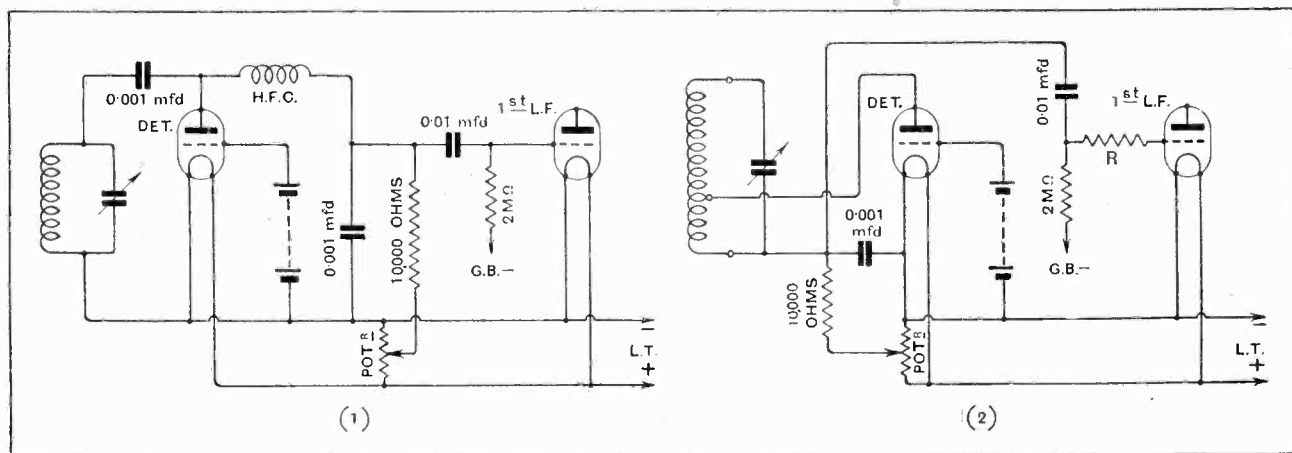 0·001 mfd
H.F.C.
DET.
0·01 mfd
1st L.F.
0·001 mfd
10,000 OHMS
2MΩ
G.B.–
POTR
–
L.T.
+
(1)
DET.
0·01 mfd
1st L.F.
R
0·001 mfd
2MΩ
G.B.–
10,000 OHMS
POTR
–
L.T.
+
(2)